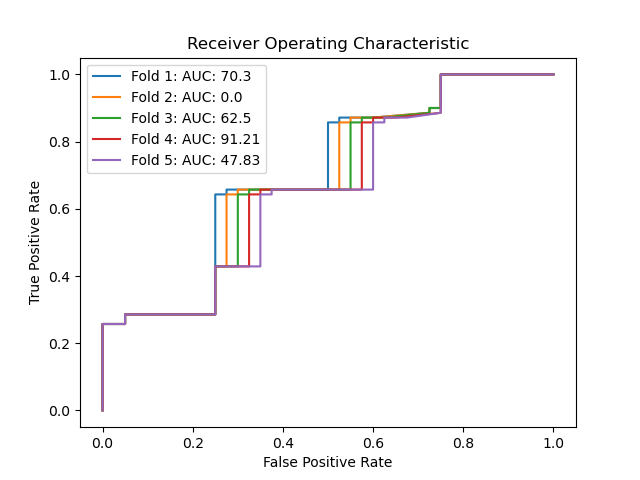 Receiver Operating Characteristic
Fold 1: AUC: 70.3
Fold 2: AUC: 0.0
Fold 3: AUC: 62.5
Fold 4: AUC: 91.21
Fold 5: AUC: 47.83
1.0
0.8
0.6
0.4
0.2
0.0
True Positive Rate
0.0 0.2 0.4 0.6 0.8 1.0
False Positive Rate